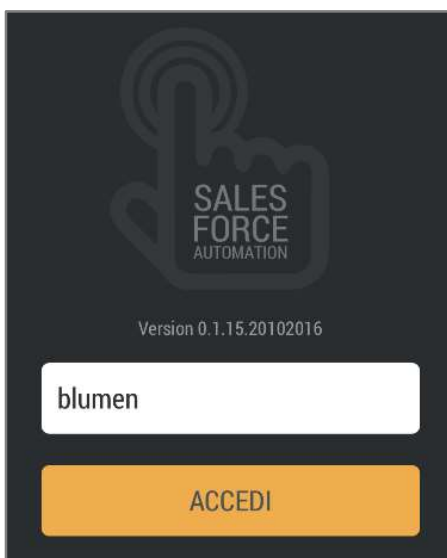 SALES
FORCE
AUTOMATION
Version 0.1.15.20102016
blumen
ACCEDI